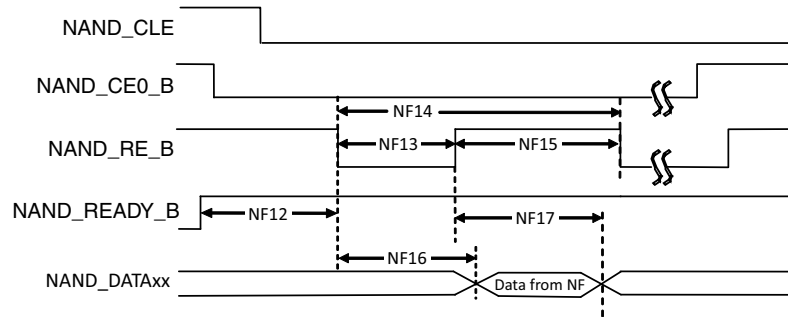 NAND_CLE
NAND_CE0_B
NF14
NAND_RE_B
NF13
NF15
NAND_READY_B
NF12
NF17
NF16
NAND_DATAxx
Data from NF